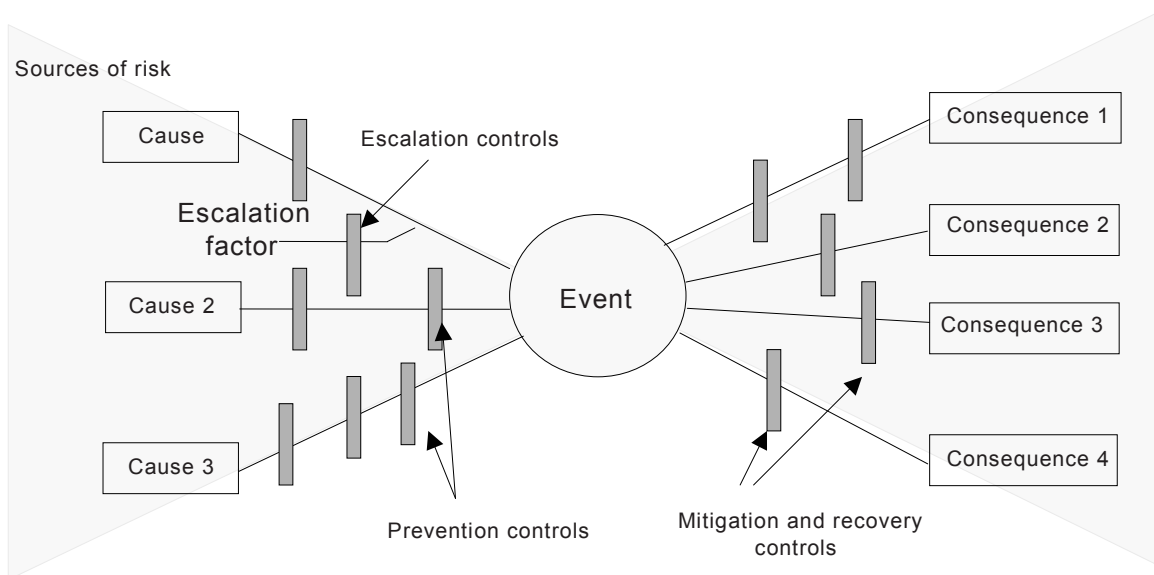 Sources of risk
Cause
Escalation controls
Escalation
factor
Cause 2
Cause 3
Prevention controls
Event
Consequence 1
Consequence 2
Consequence 3
Consequence 4
Mitigation and recovery
controls